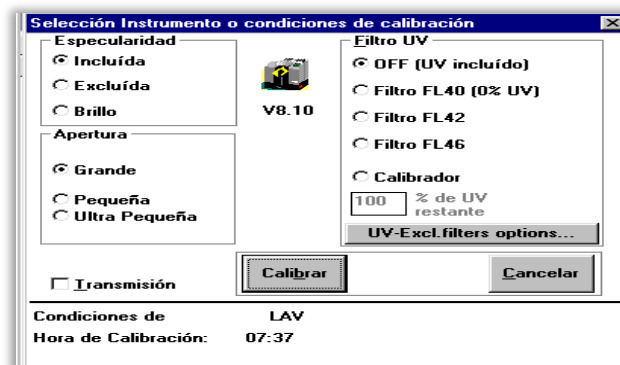 Selección Instrumento o condiciones de calibración
Especularidad
Incluída
Excluída
Brillo
V8.10
Apertura
Grande
Pequeña
Ultra Pequeña
Filtro UV
OFF (UV incluído)
Filtro FL40 (0% UV)
Filtro FL42
Filtro FL46
Calibrador
100 % de UV
restante
UV-Excl.filters options...
Transmisión
Calibrar
Cancelar
Condiciones de LAV
Hora de Calibración: 07:37